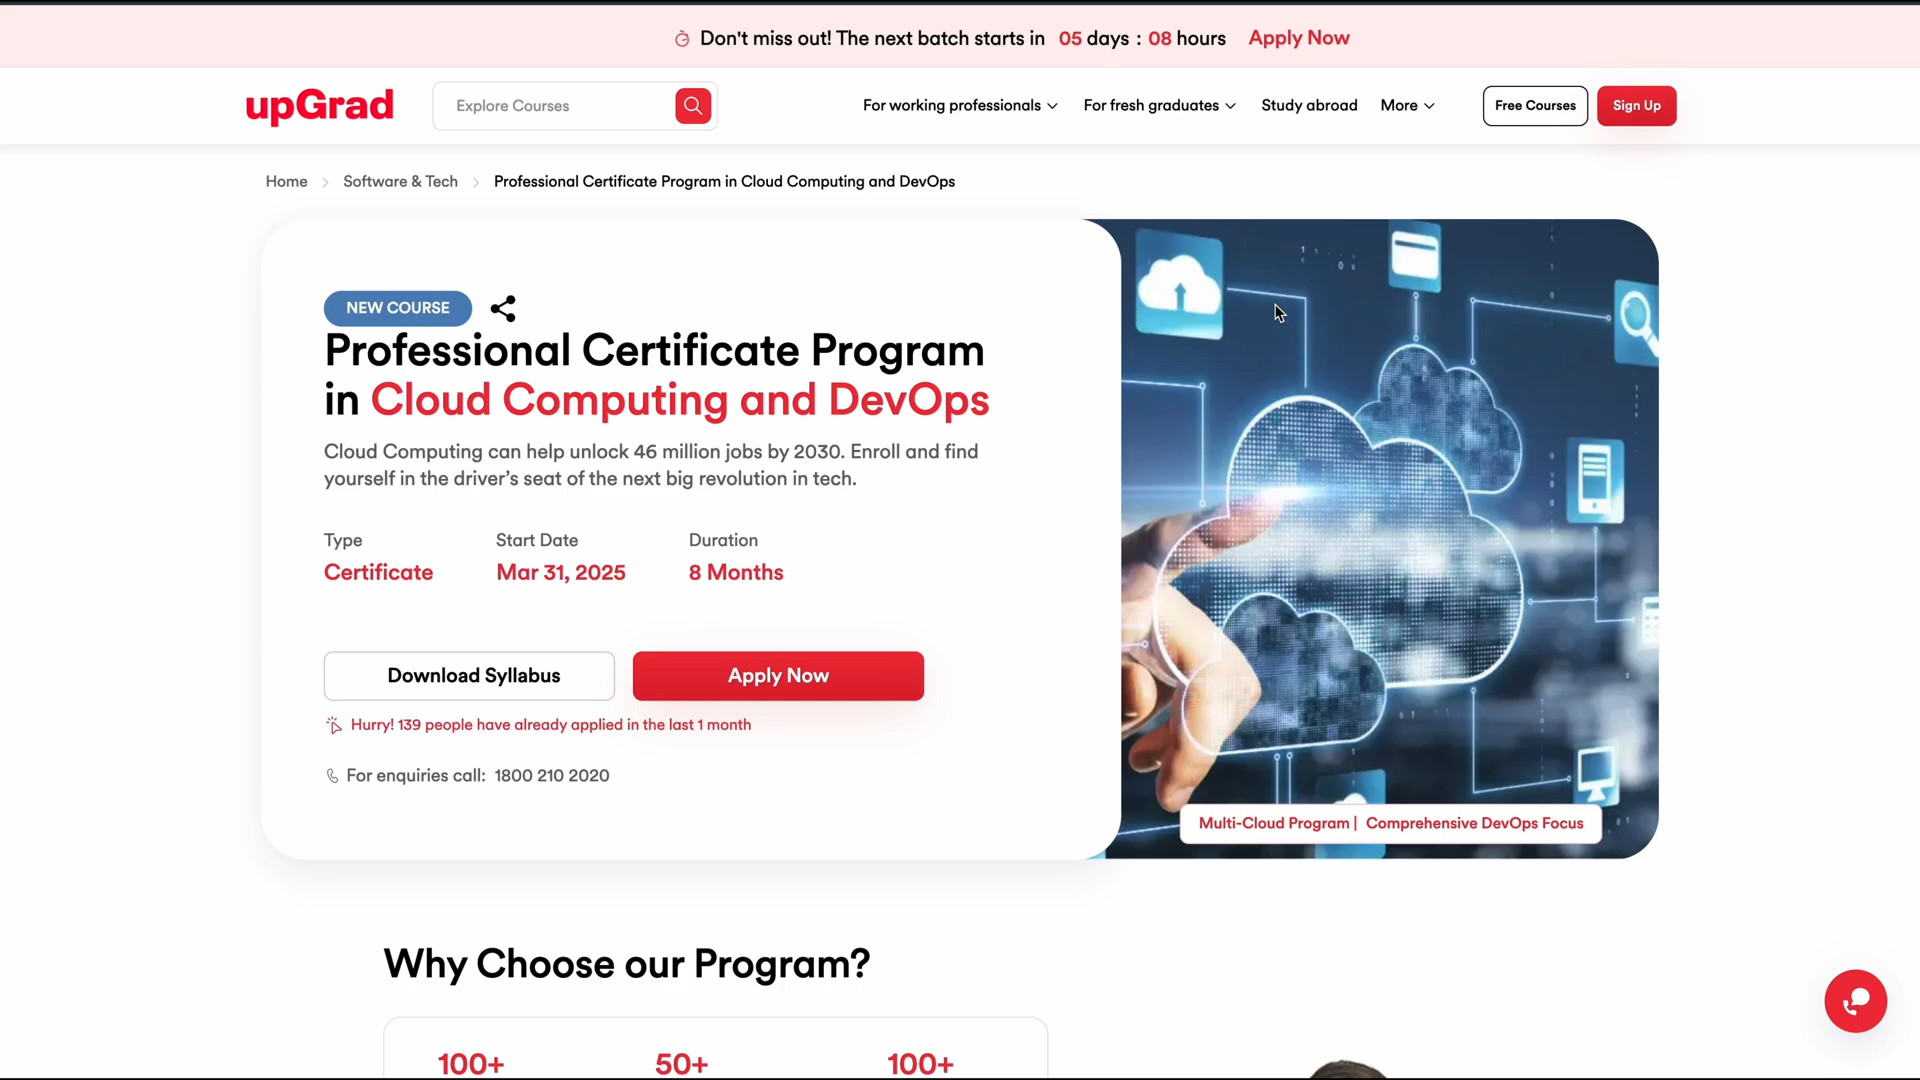 Don't miss out! The next batch starts in 05 days : 08 hours Apply Now
upGrad Explore Courses For working professionals For fresh graduates Study abroad More Free Courses Sign Up
Home Software & Tech Professional Certificate Program in Cloud Computing and DevOps
NEW COURSE
Professional Certificate Program
in Cloud Computing and DevOps
Cloud Computing can help unlock 46 million jobs by 2030. Enroll and find
yourself in the driver’s seat of the next big revolution in tech.
Type Start Date Duration
Certificate Mar 31, 2025 8 Months
Download Syllabus Apply Now
Hurry! 139 people have already applied in the last 1 month
For enquiries call: 1800 210 2020
Multi-Cloud Program | Comprehensive DevOps Focus
Why Choose our Program?
100+ 50+ 100+